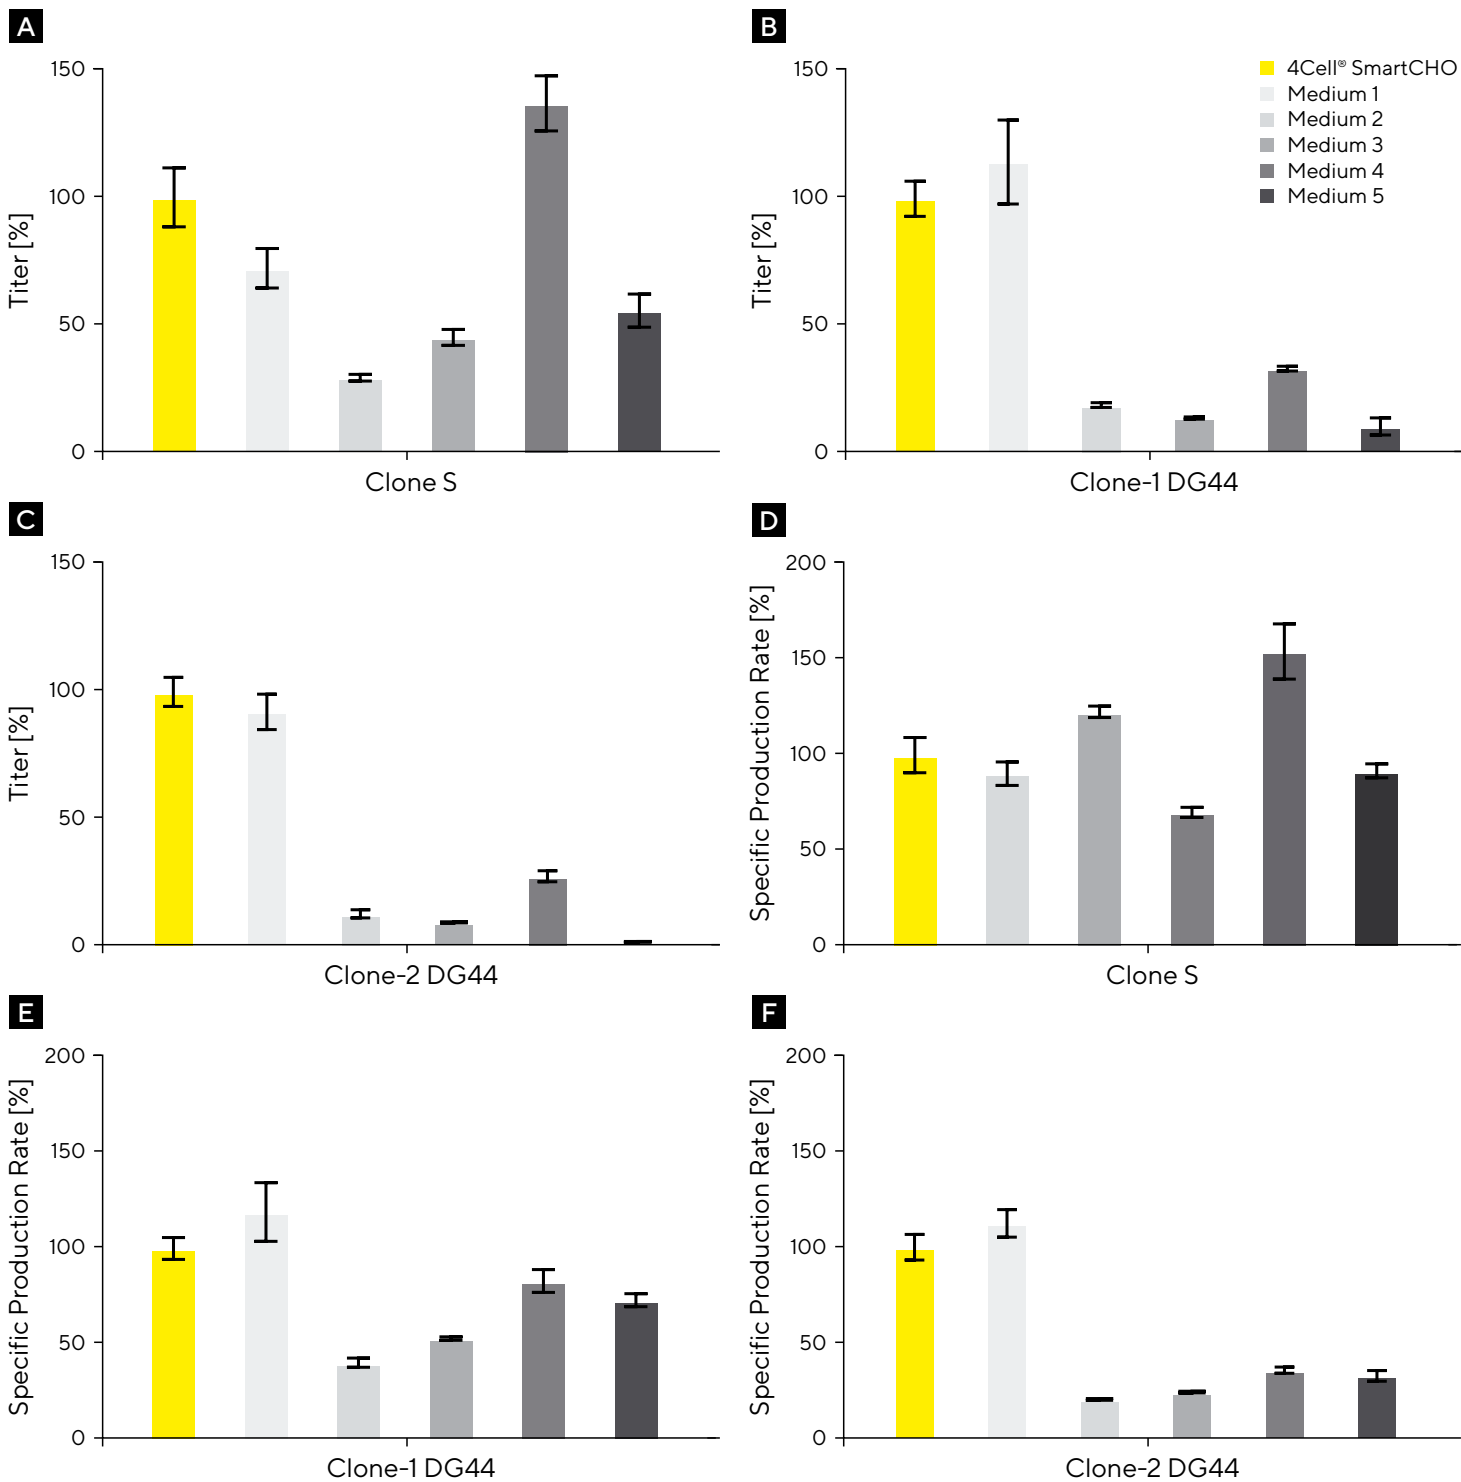 A
Titer [%]
150
100
50
0
Clone S
B
Titer [%]
150
100
50
0
Clone-1 DG44
4Cell® SmartCHO
Medium 1
Medium 2
Medium 3
Medium 4
Medium 5
C
Titer [%]
150
100
50
0
Clone-2 DG44
D
Specific Production Rate [%]
200
150
100
50
0
Clone S
E
Specific Production Rate [%]
200
150
100
50
0
Clone-1 DG44
F
Specific Production Rate [%]
200
150
100
50
0
Clone-2 DG44